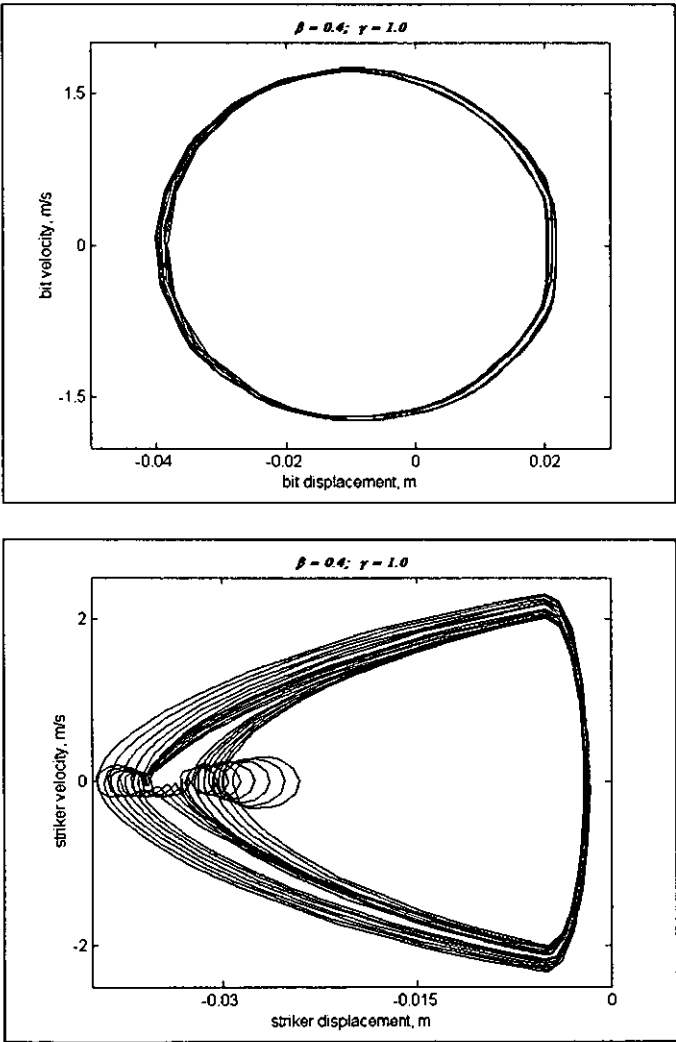 β = 0.4; γ = 1.0
1.5
0
-1.5
bit velocity, m/s
-0.04 -0.02 0 0.02
bit displacement, m
β = 0.4; γ = 1.0
2
0
-2
striker velocity, m/s
-0.03 -0.015 0
striker displacement, m